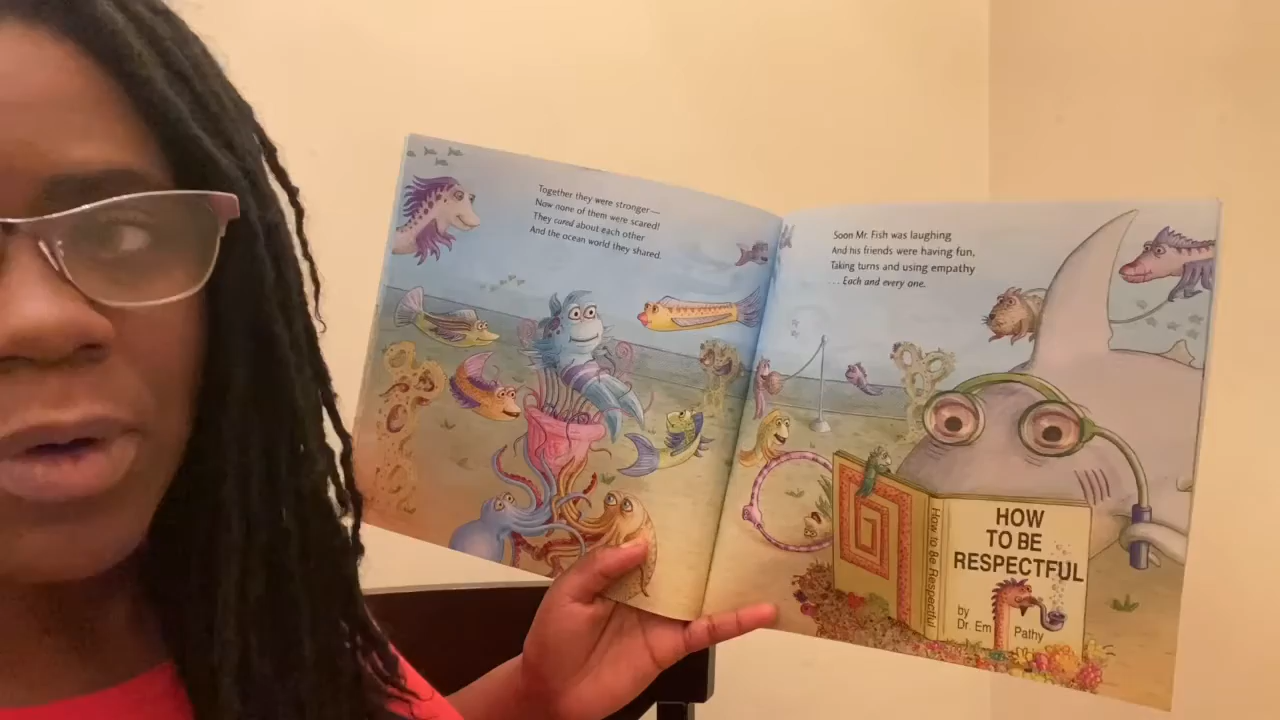 Together they were stronger—
Now none of them were scared!
They cared about each other
And the ocean world they shared.
Soon Mr. Fish was laughing
And his friends were having fun,
Taking turns and using empathy
. . . Each and every one.
How to Be Respectful
HOW
TO BE
RESPECTFUL
by
Dr Em Pathy